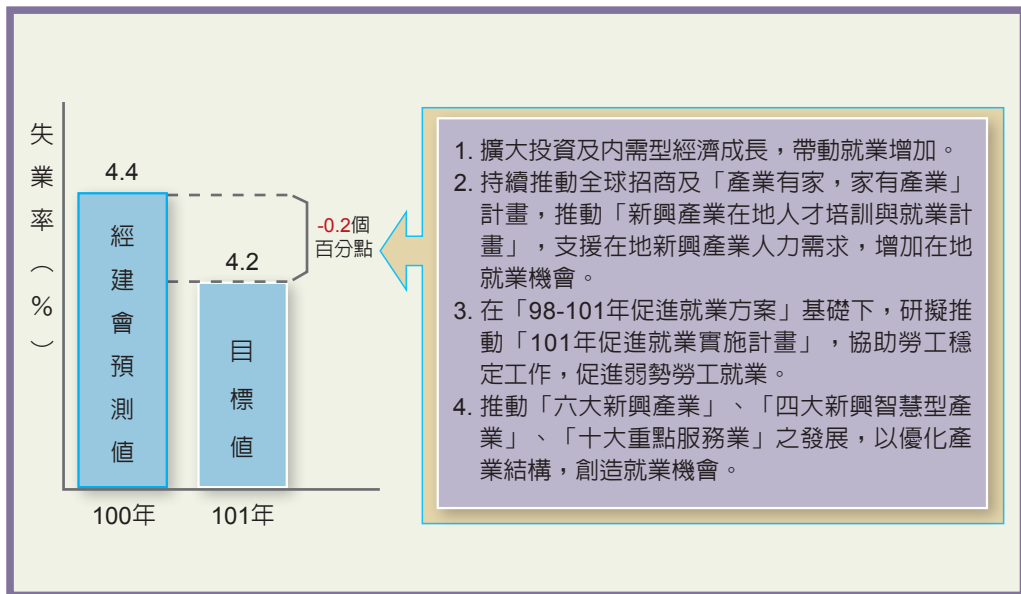 失業率（%）
4.4
經建會預測值
4.2
目標值
-0.2個
百分點
100年
101年
1. 擴大投資及內需型經濟成長，帶動就業增加。
2. 持續推動全球招商及「產業有家，家有產業」
計畫，推動「新興產業在地人才培訓與就業計
畫」，支援在地新興產業人力需求，增加在地
就業機會。
3. 在「98-101年促進就業方案」基礎下，研擬推
動「101年促進就業實施計畫」，協助勞工穩
定工作，促進弱勢勞工就業。
4. 推動「六大新興產業」、「四大新興智慧型產
業」、「十大重點服務業」之發展，以優化產
業結構，創造就業機會。